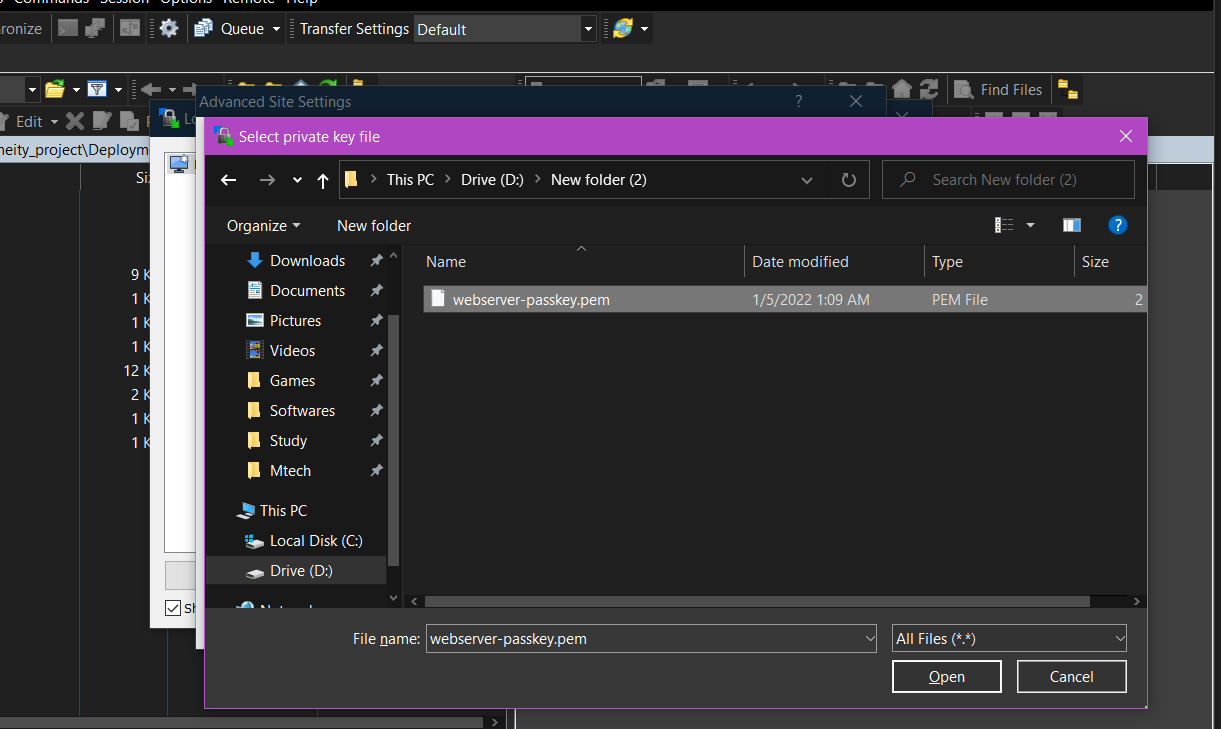 Commands Session Options Remote Help
Queue Transfer Settings Default
Find Files
Edit
Advanced Site Settings ?
Select private key file
This PC Drive (D:) New folder (2) Search New folder (2)
Organize New folder ?
Downloads
Documents
Pictures
Videos
Games
Softwares
Study
Mtech
This PC
Local Disk (C:)
Drive (D:)
Name Date modified Type Size
webserver-passkey.pem 1/5/2022 1:09 AM PEM File 2
9 K
1 K
1 K
1 K
12 K
2 K
1 K
1 K
File name: webserver-passkey.pem All Files (*.*)
Open Cancel